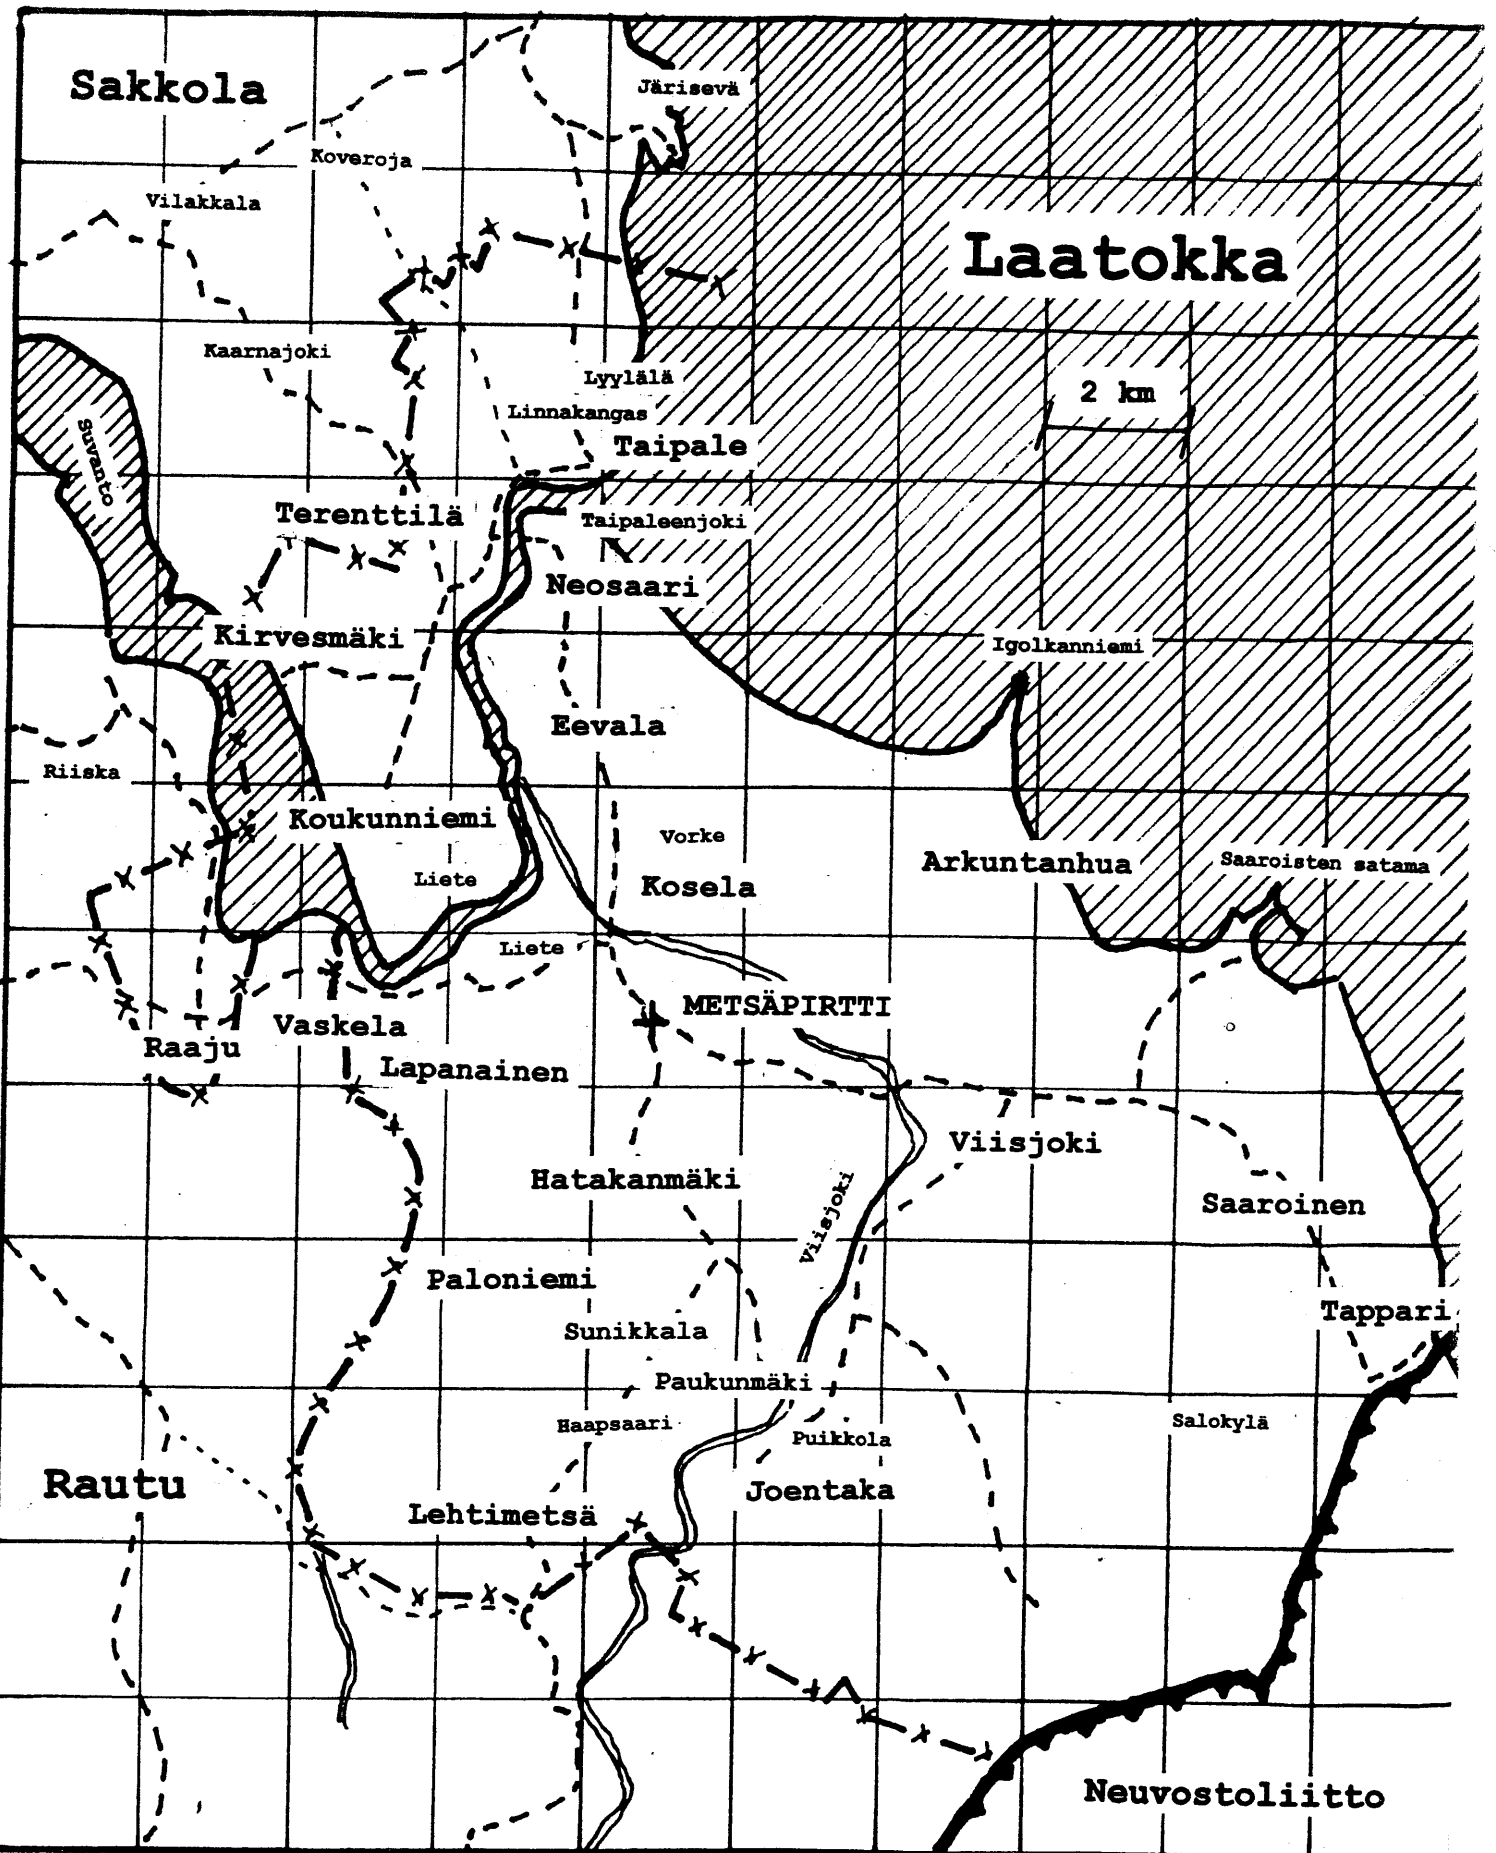 Järisevä
Sakkola
Koveroja
Vilakkala
Laatokka
Kaarnajoki
Lyylälä
2 km
Linnakangas
Taipale
Suvanto
Terenttilä
Taipaleenjoki
Neosaari
Kirvesmäki
Igolkanniemi
Eevala
Riiska
Koukunniemi
Vorke
Arkuntanhua
Saaroisten satama
Liete
Kosela
Liete
METSÄPIRTTI
Vaskela
Raaju
Lapanainen
Viisjoki
Hatakanmäki
Viisjoki
Saaroinen
Paloniemi
Tappari
Sunikkala
Paukunmäki
Haapsaari
Salokylä
Puikkola
Rautu
Joentaka
Lehtimetsä
Neuvostoliitto